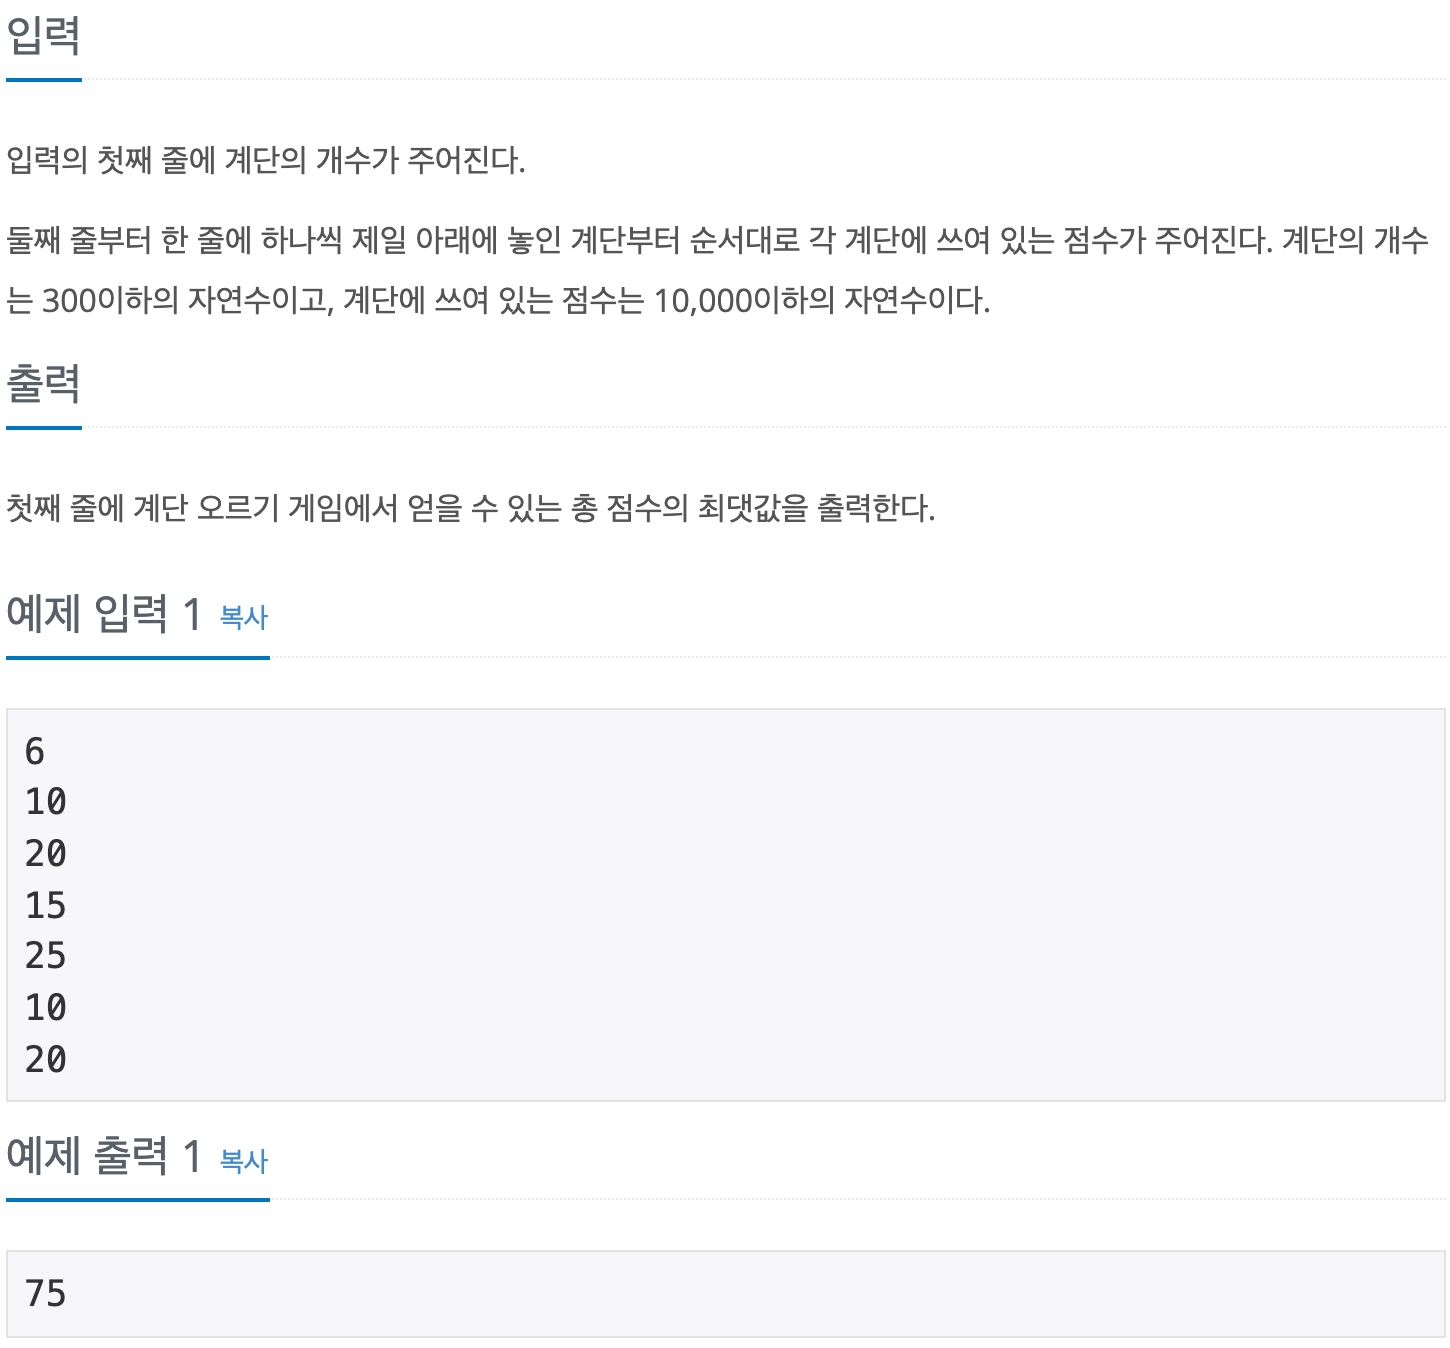 입력
입력의 첫째 줄에 계단의 개수가 주어진다.
둘째 줄부터 한 줄에 하나씩 제일 아래에 놓인 계단부터 순서대로 각 계단에 쓰여 있는 점수가 주어진다. 계단의 개수
는 300이하의 자연수이고, 계단에 쓰여 있는 점수는 10,000이하의 자연수이다.
출력
첫째 줄에 계단 오르기 게임에서 얻을 수 있는 총 점수의 최댓값을 출력한다.
예제 입력 1 복사
6
10
20
15
25
10
20
예제 출력 1 복사
75